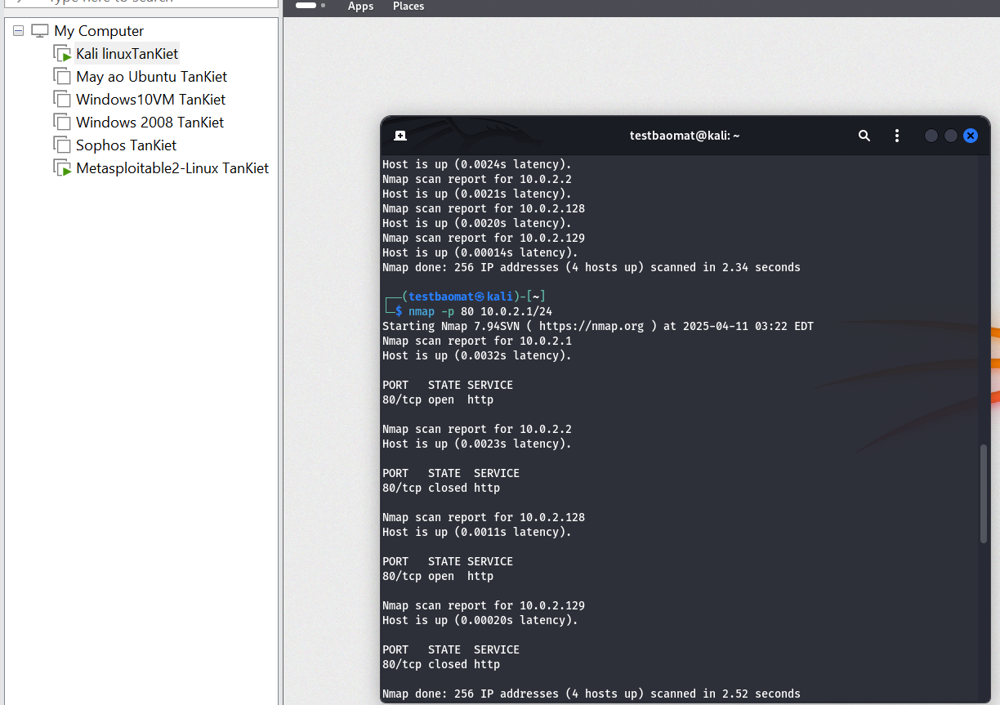 Type here to search
My Computer
Kali linuxTanKiet
May ao Ubuntu TanKiet
Windows10VM TanKiet
Windows 2008 TanKiet
Sophos TanKiet
Metasploitable2-Linux TanKiet
Apps Places
testbaomat@kali: ~
Host is up (0.0024s latency).
Nmap scan report for 10.0.2.2
Host is up (0.0021s latency).
Nmap scan report for 10.0.2.128
Host is up (0.0020s latency).
Nmap scan report for 10.0.2.129
Host is up (0.00014s latency).
Nmap done: 256 IP addresses (4 hosts up) scanned in 2.34 seconds
┌──(testbaomat㉿kali)-[~]
└─$ nmap -p 80 10.0.2.1/24
Starting Nmap 7.94SVN ( https://nmap.org ) at 2025-04-11 03:22 EDT
Nmap scan report for 10.0.2.1
Host is up (0.0032s latency).
PORT   STATE SERVICE
80/tcp open  http
Nmap scan report for 10.0.2.2
Host is up (0.0023s latency).
PORT   STATE  SERVICE
80/tcp closed http
Nmap scan report for 10.0.2.128
Host is up (0.0011s latency).
PORT   STATE SERVICE
80/tcp open  http
Nmap scan report for 10.0.2.129
Host is up (0.00020s latency).
PORT   STATE  SERVICE
80/tcp closed http
Nmap done: 256 IP addresses (4 hosts up) scanned in 2.52 seconds